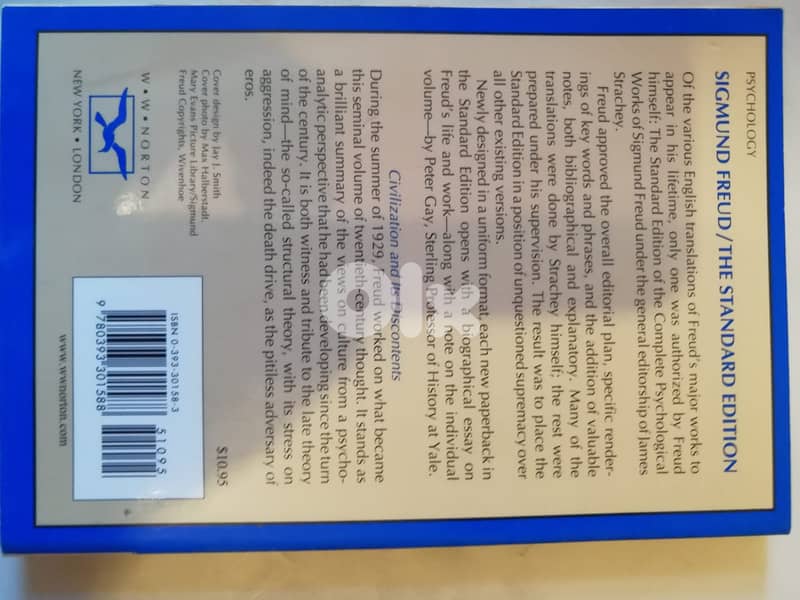 PSYCHOLOGY
SIGMUND FREUD/THE STANDARD EDITION
Of the various English translations of Freud's major works to
appear in his lifetime, only one was authorized by Freud
himself: The Standard Edition of the Complete Psychological
Works of Sigmund Freud under the general editorship of James
Strachey.
Freud approved the overall editorial plan, specific render-
ings of key words and phrases, and the addition of valuable
notes, both bibliographical and explanatory. Many of the
translations were done by Strachey himself; the rest were
prepared under his supervision. The result was to place the
Standard Edition in a position of unquestioned supremacy over
all other existing versions.
Newly designed in a uniform format, each new paperback in
the Standard Edition opens with a biographical essay on
Freud's life and work—along with a note on the individual
volume—by Peter Gay, Sterling Professor of History at Yale.
Civilization and Its Discontents
During the summer of 1929, Freud worked on what became
this seminal volume of twentieth-century thought. It stands as
a brilliant summary of the views on culture from a psycho-
analytic perspective that he had been developing since the turn
of the century. It is both witness and tribute to the late theory
of mind—the so-called structural theory, with its stress on
aggression, indeed the death drive, as the pitiless adversary of
eros.
Cover design by Jay J. Smith
Cover photo by Max Halberstadt.
Mary Evans Picture Library/Sigmund
Freud Copyrights, Wivenhoe
W • W • NORTON
NEW YORK • LONDON
$10.95
ISBN 0-393-30158-3
51095
9 780393 301588
www.wwnorton.com